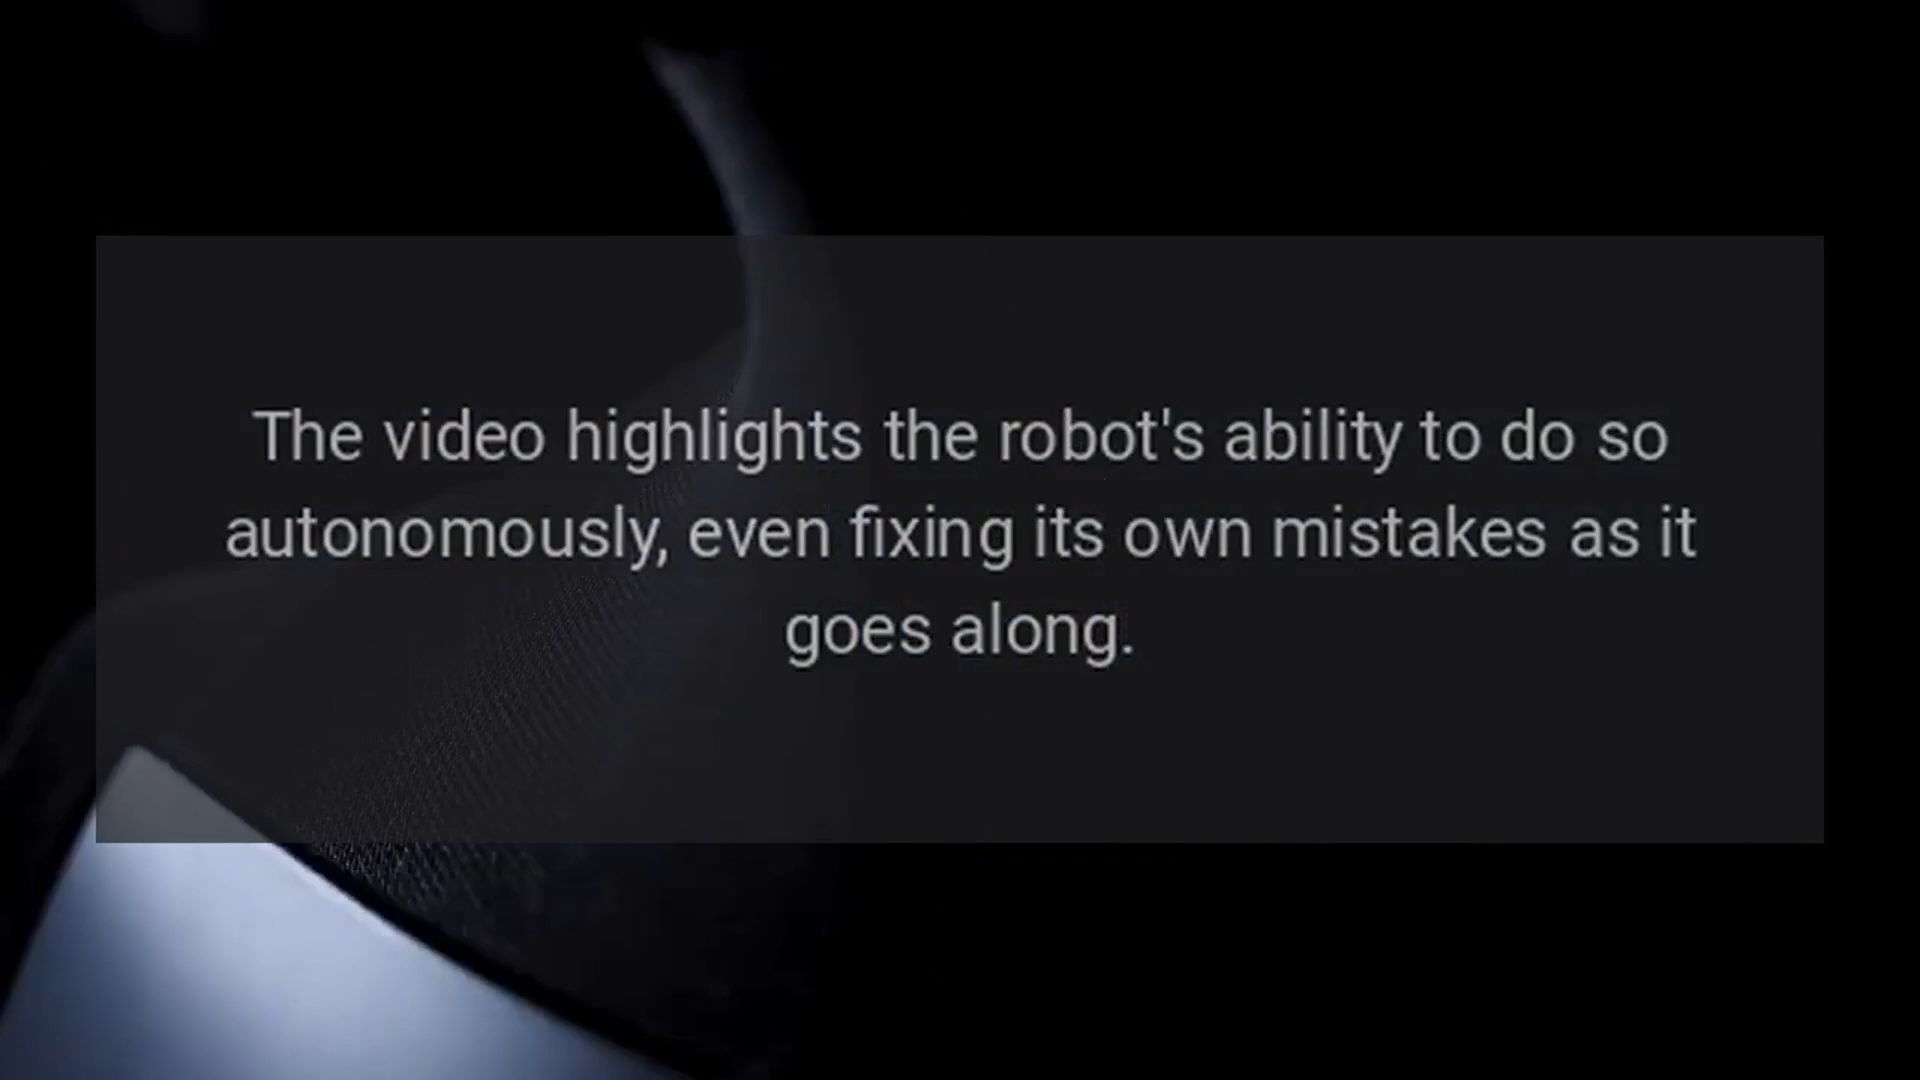 The video highlights the robot's ability to do so
autonomously, even fixing its own mistakes as it
goes along.